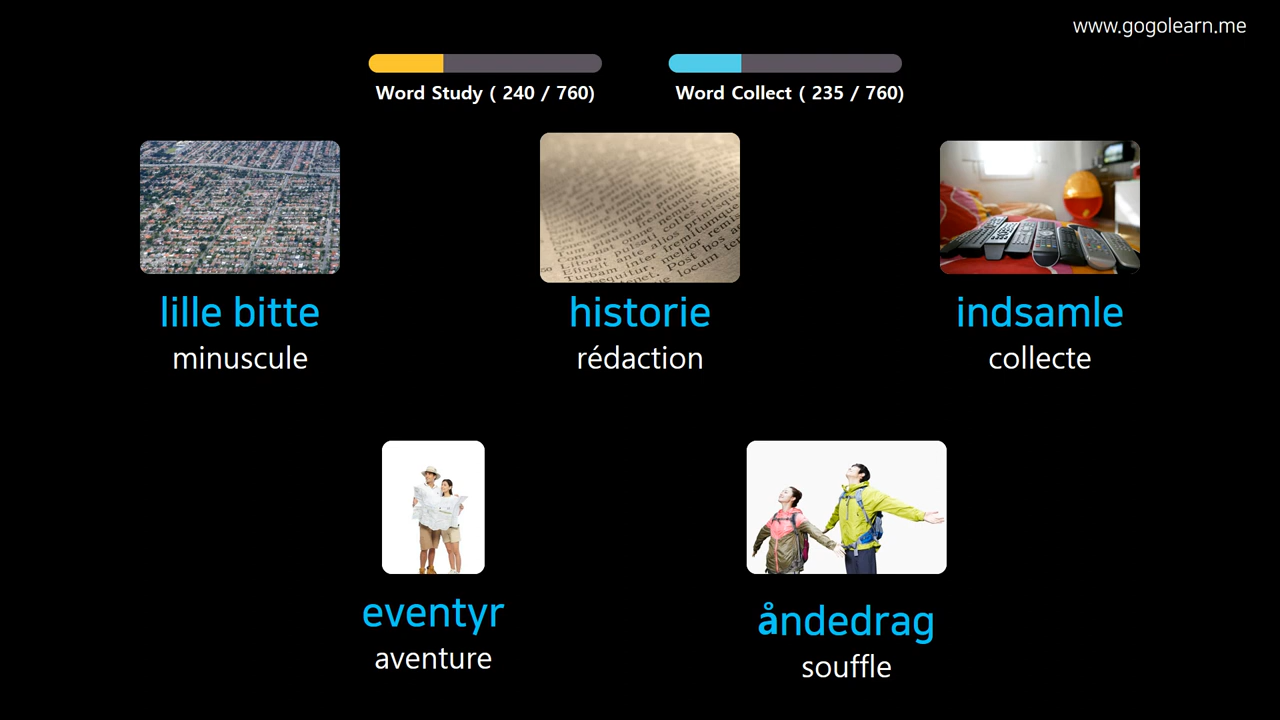 www.gogolearn.me
Word Study ( 240 / 760)
Word Collect ( 235 / 760)
lille bitte
minuscule
historie
rédaction
indsamle
collecte
eventyr
aventure
åndedrag
souffle